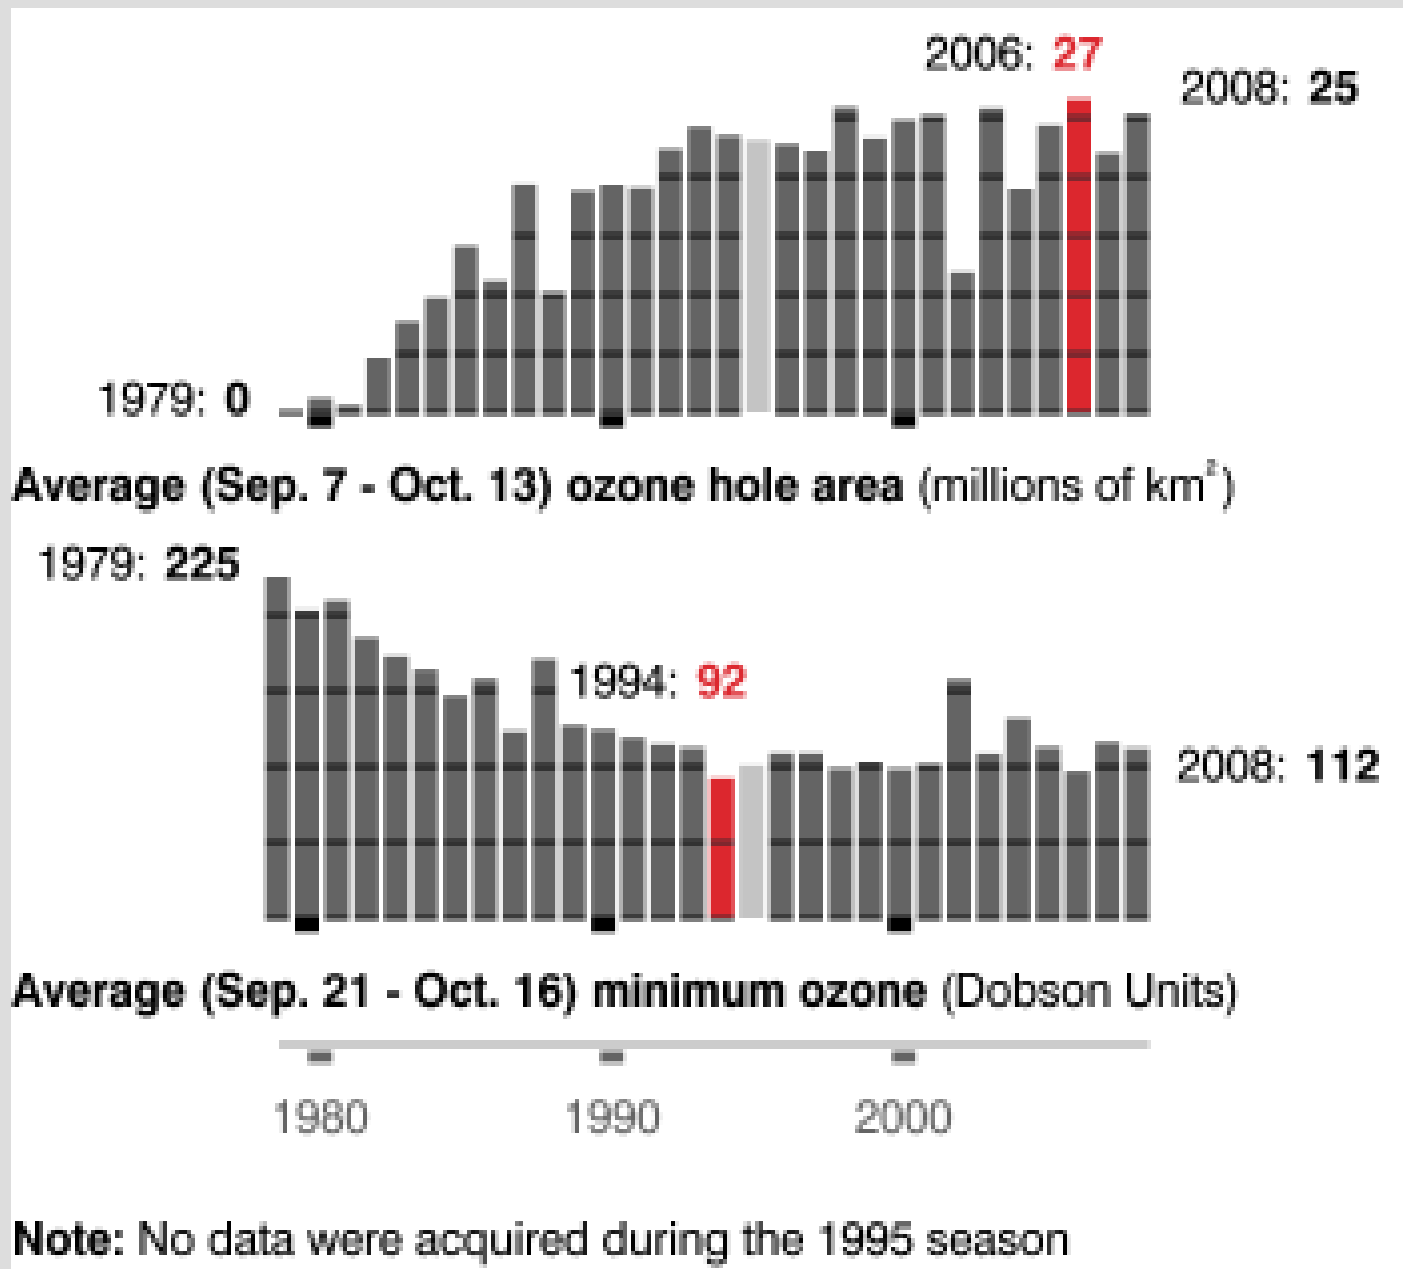 2006: 27
2008: 25
1979: 0
Average (Sep. 7 - Oct. 13) ozone hole area (millions of km²)
1979: 225
1994: 92
2008: 112
Average (Sep. 21 - Oct. 16) minimum ozone (Dobson Units)
1980 1990 2000
Note: No data were acquired during the 1995 season